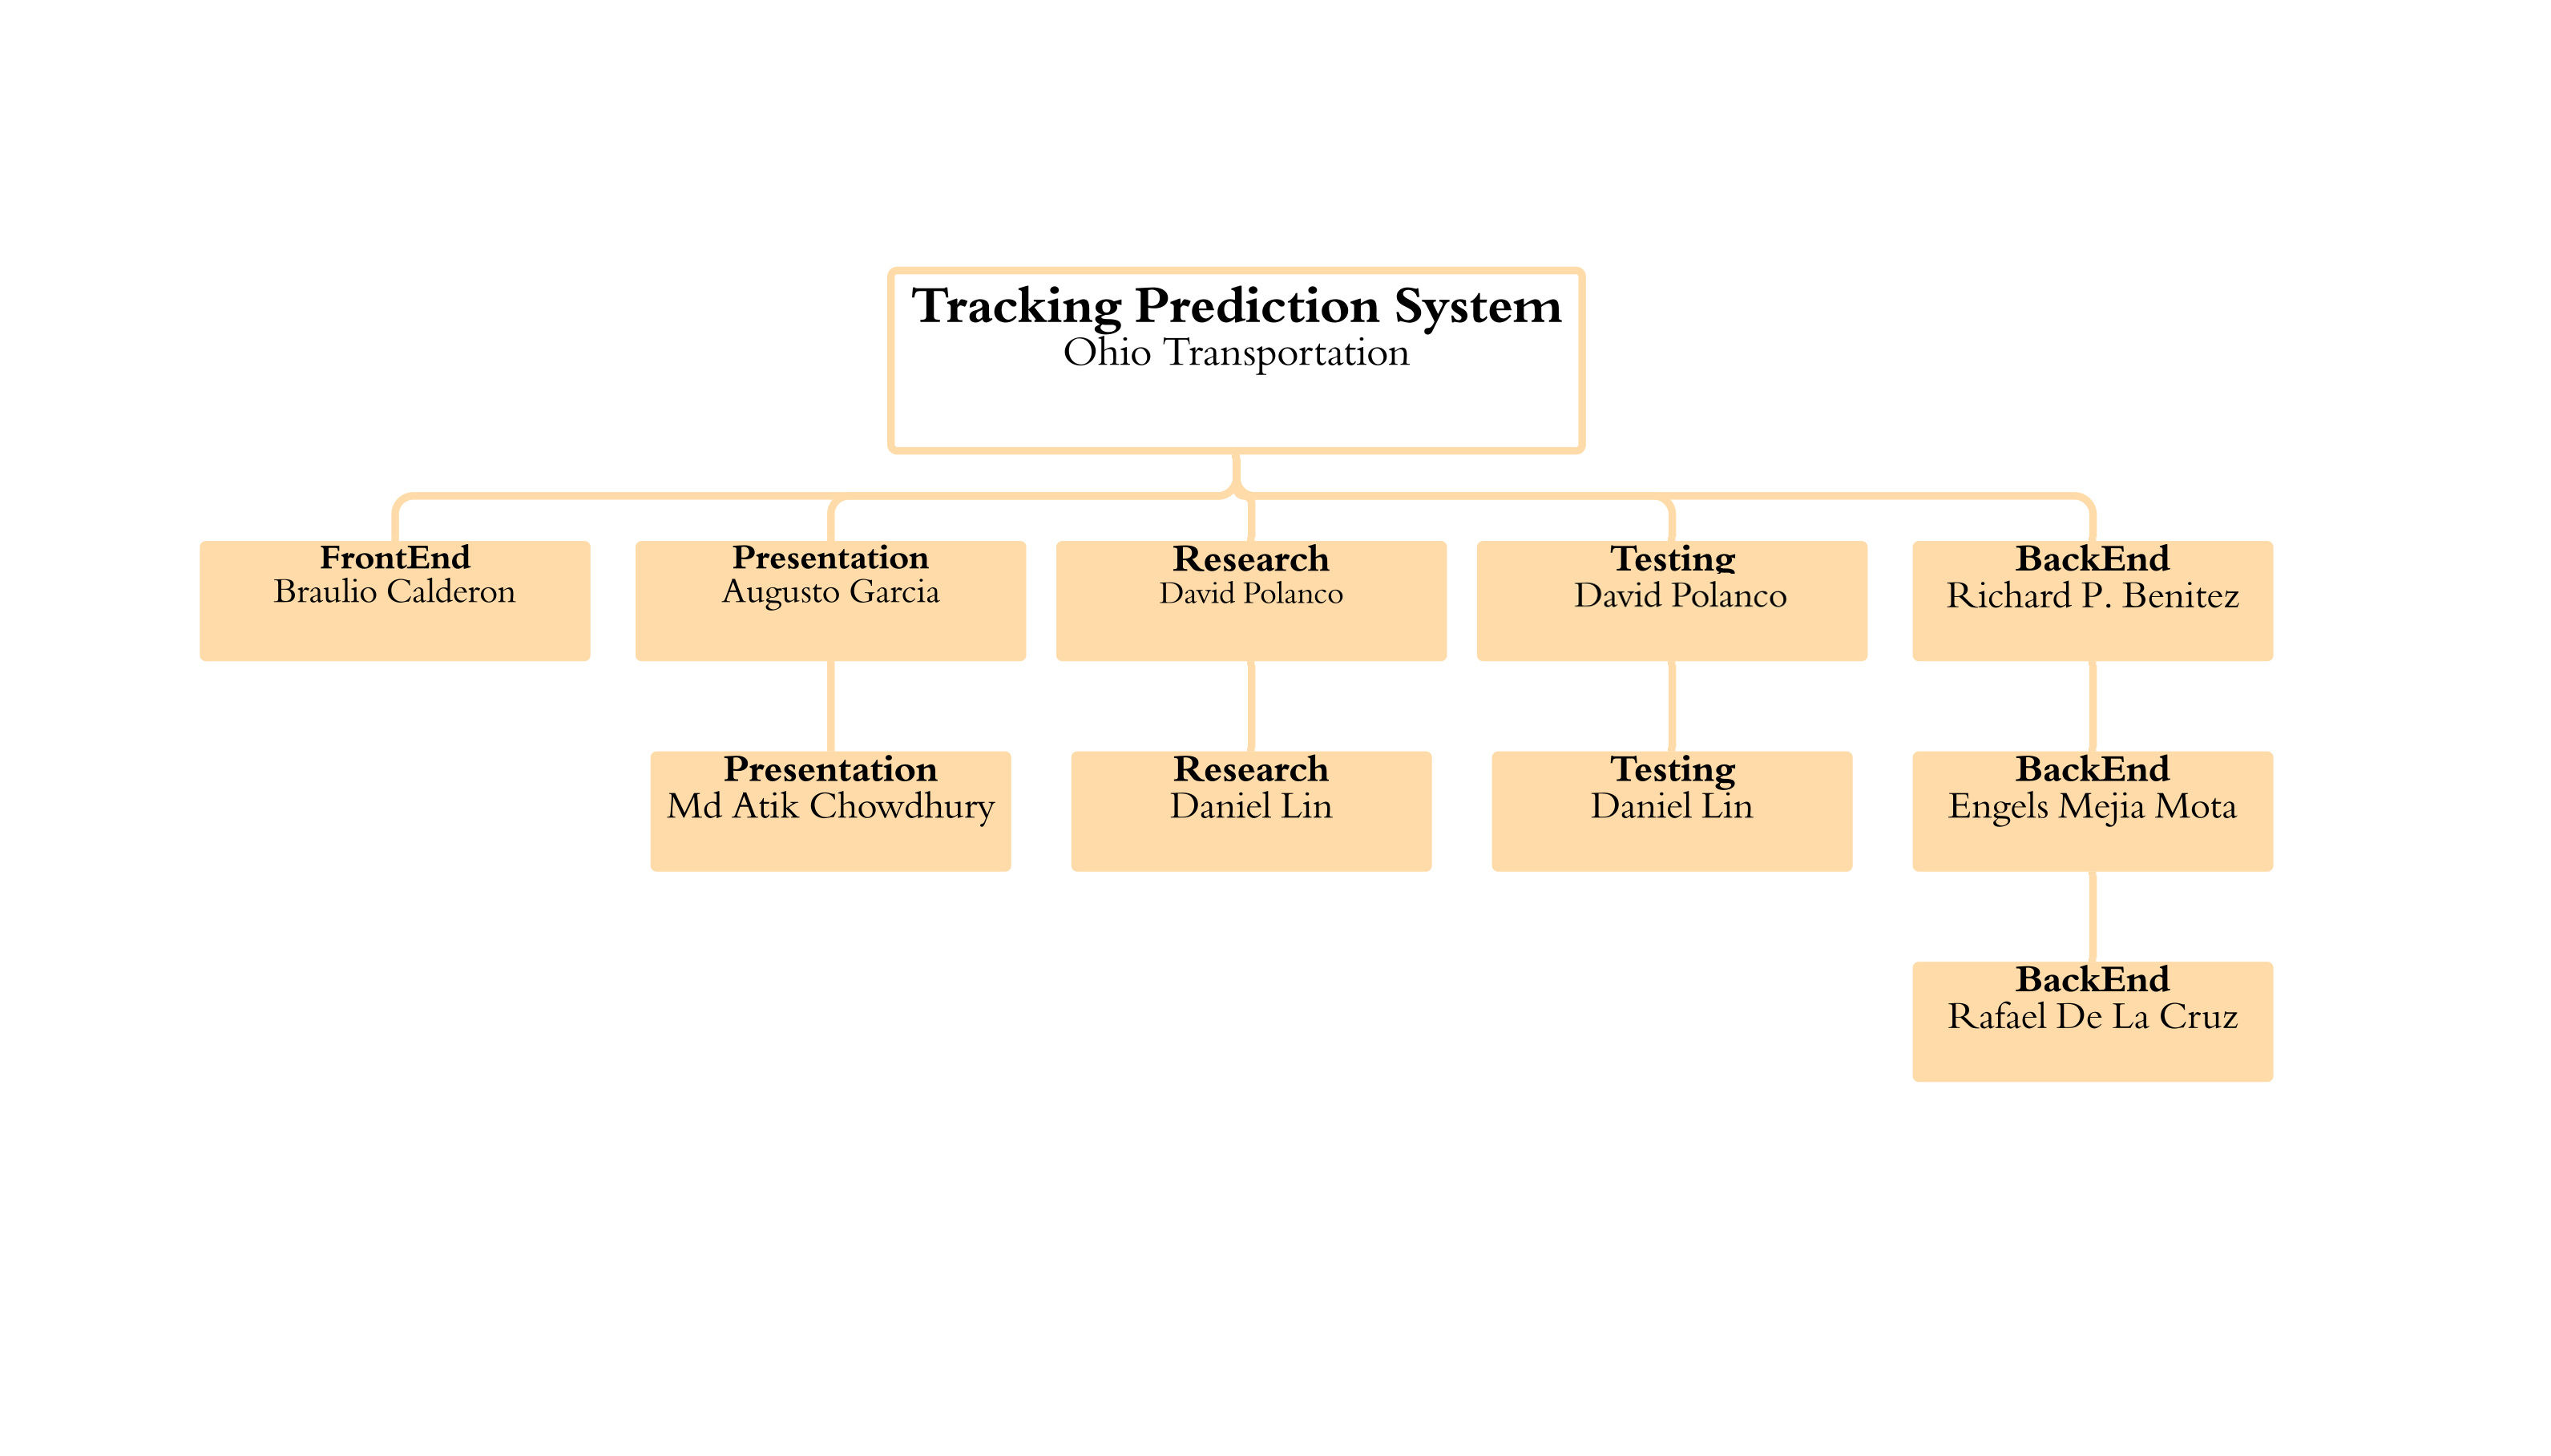 Tracking Prediction System
Ohio Transportation
FrontEnd
Braulio Calderon
Presentation
Augusto Garcia
Research
David Polanco
Testing
David Polanco
BackEnd
Richard P. Benitez
Presentation
Md Atik Chowdhury
Research
Daniel Lin
Testing
Daniel Lin
BackEnd
Engels Mejia Mota
BackEnd
Rafael De La Cruz